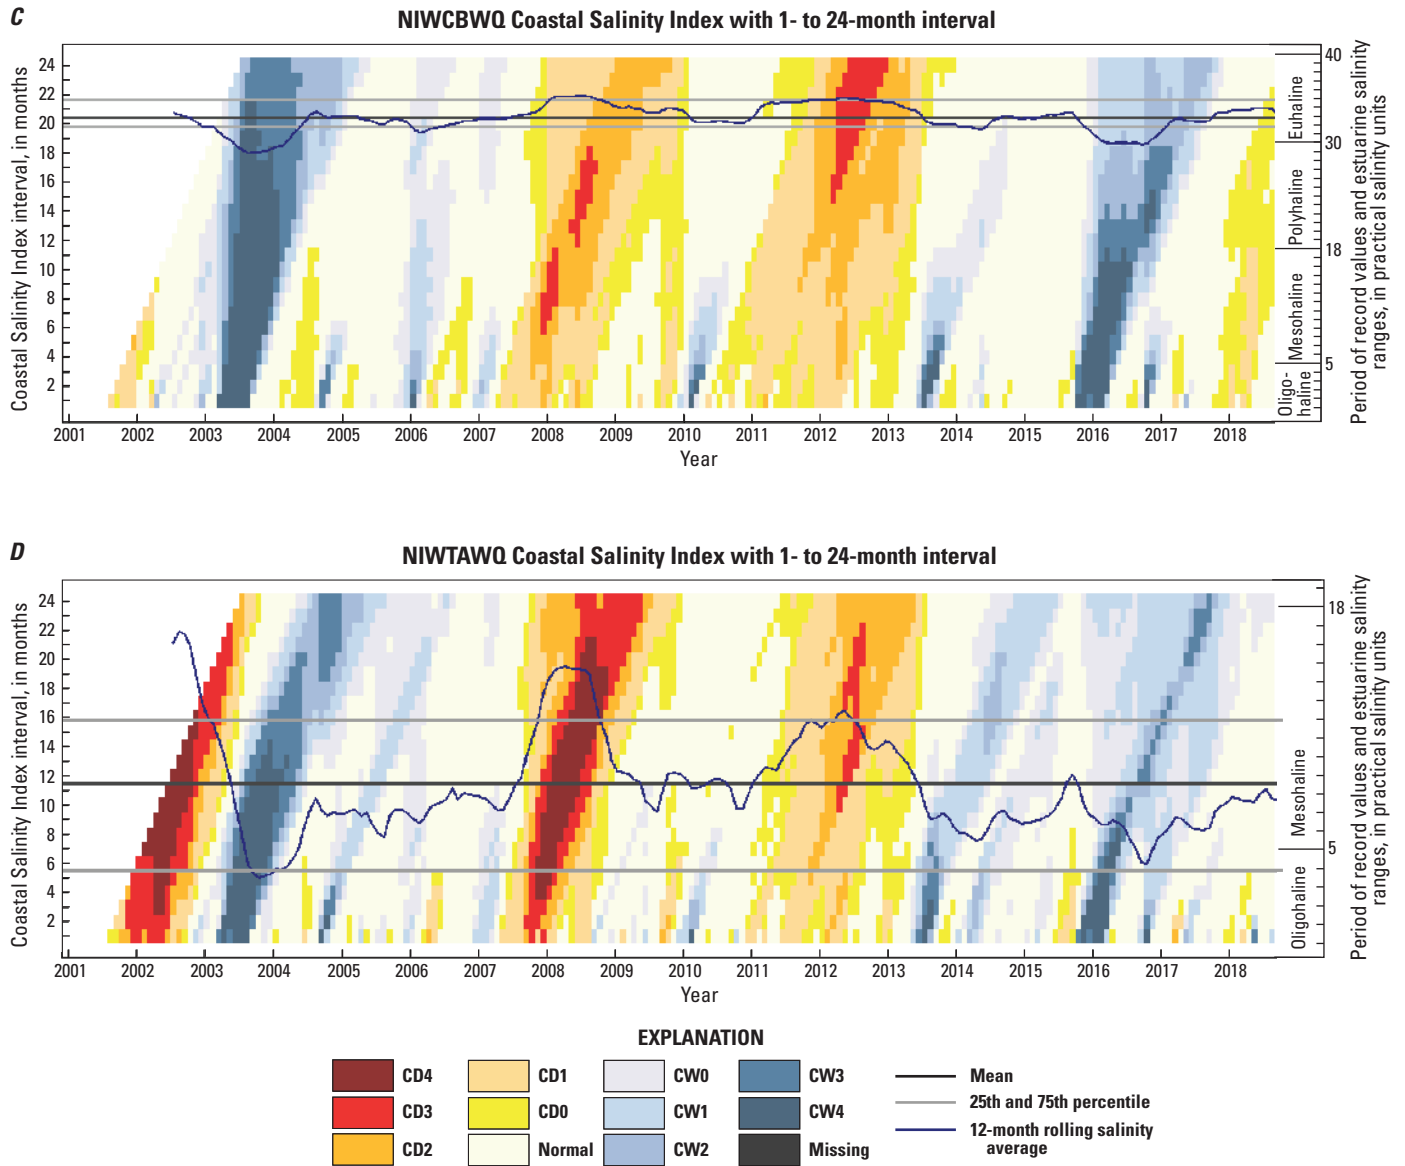 C
NIWCBWQ Coastal Salinity Index with 1- to 24-month interval
Coastal Salinity Index interval, in months
24
22
20
18
16
14
12
10
8
6
4
2
2001 2002 2003 2004 2005 2006 2007 2008 2009 2010 2011 2012 2013 2014 2015 2016 2017 2018
Year
40
30
18
5
Euhaline
Polyhaline
Mesohaline
Oligo-
haline
Period of record values and estuarine salinity
ranges, in practical salinity units
D
NIWTAWQ Coastal Salinity Index with 1- to 24-month interval
Coastal Salinity Index interval, in months
24
22
20
18
16
14
12
10
8
6
4
2
2001 2002 2003 2004 2005 2006 2007 2008 2009 2010 2011 2012 2013 2014 2015 2016 2017 2018
Year
18
5
Mesohaline
Oligohaline
Period of record values and estuarine salinity
ranges, in practical salinity units
EXPLANATION
CD4 CD1 CW0 CW3 Mean
CD3 CD0 CW1 CW4 25th and 75th percentile
CD2 Normal CW2 Missing 12-month rolling salinity
average